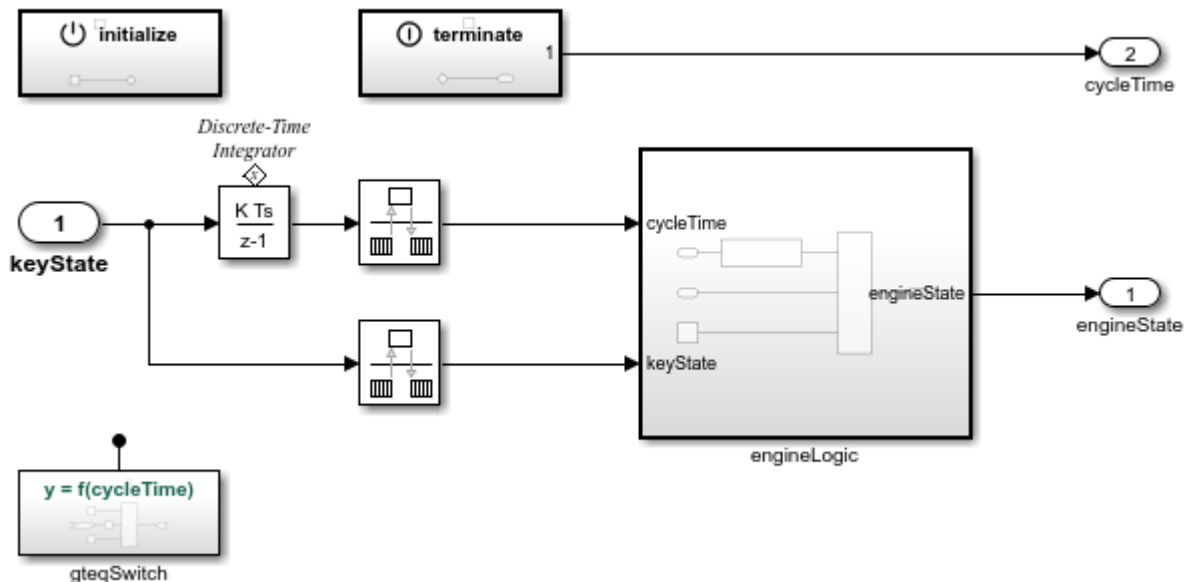 initialize
terminate
1
2
cycleTime
Discrete-Time
Integrator
x
1
keyState
K Ts
z-1
cycleTime
engineState
keyState
1
engineState
engineLogic
y = f(cycleTime)
gteqSwitch